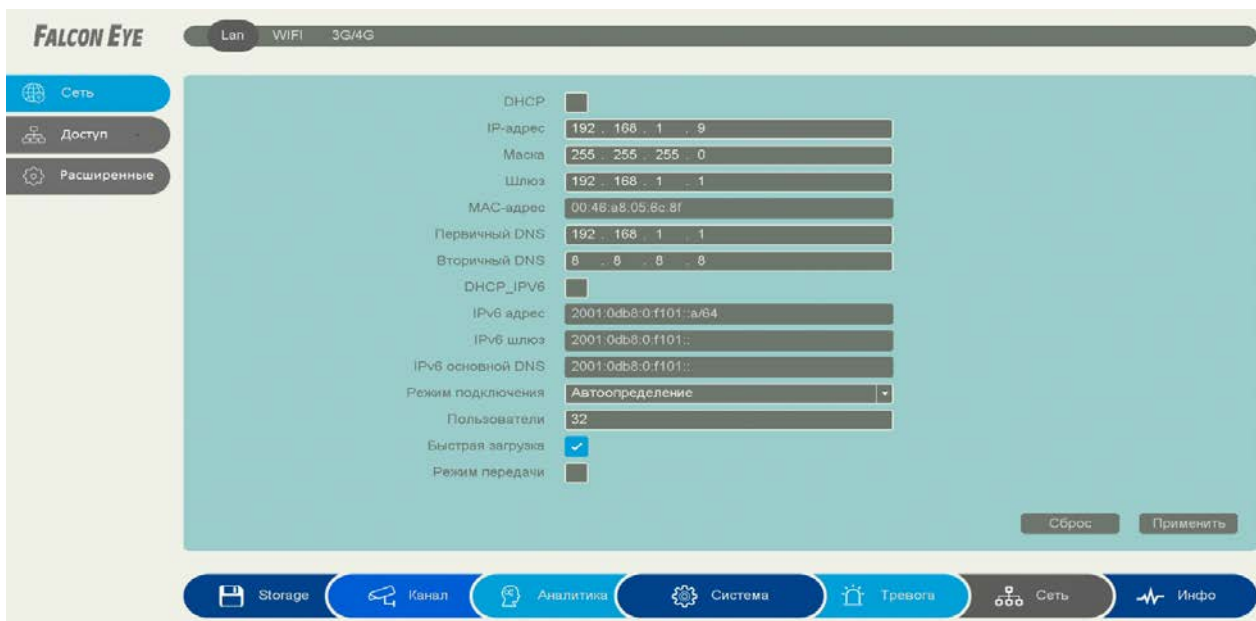 FALCON EYE
Lan WIFI 3G/4G
Сеть
Доступ
Расширенные
DHCP
IP-адрес 192 . 168 . 1 . 9
Маска 255 . 255 . 255 . 0
Шлюз 192 . 168 . 1 . 1
MAC-адрес 00:46:a8:05:6c:8f
Первичный DNS 192 . 168 . 1 . 1
Вторичный DNS 8 . 8 . 8 . 8
DHCP_IPV6
IPv6 адрес 2001:0db8:0:f101::a/64
IPv6 шлюз 2001:0db8:0:f101::
IPv6 основной DNS 2001:0db8:0:f101::
Режим подключения Автоопределение
Пользователи 32
Быстрая загрузка
Режим передачи
Сброс Применить
Storage Канал Аналитика Система Тревога Сеть Инфо